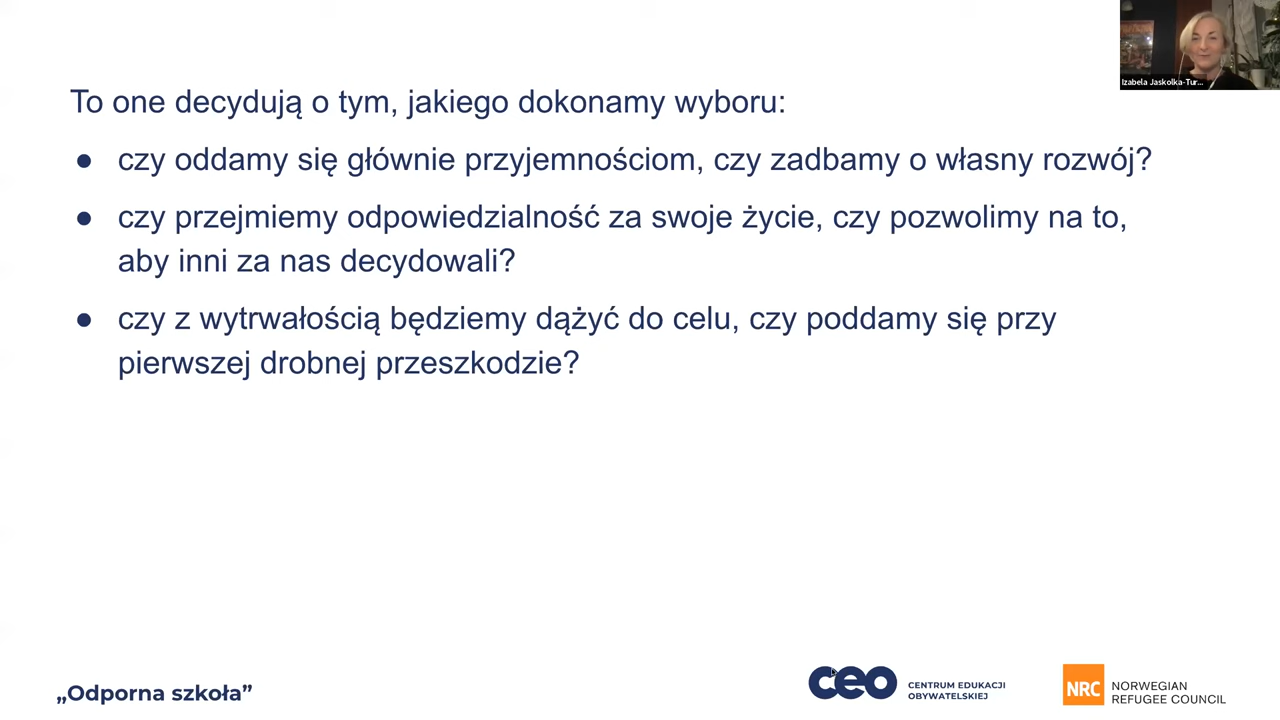 Izabela Jaskolka-Tur...
To one decydują o tym, jakiego dokonamy wyboru:
● czy oddamy się głównie przyjemnościom, czy zadbamy o własny rozwój?
● czy przejmiemy odpowiedzialność za swoje życie, czy pozwolimy na to,
aby inni za nas decydowali?
● czy z wytrwałością będziemy dążyć do celu, czy poddamy się przy
pierwszej drobnej przeszkodzie?
„Odporna szkoła”
ceo
CENTRUM EDUKACJI
OBYWATELSKIEJ
NRC
NORWEGIAN
REFUGEE COUNCIL